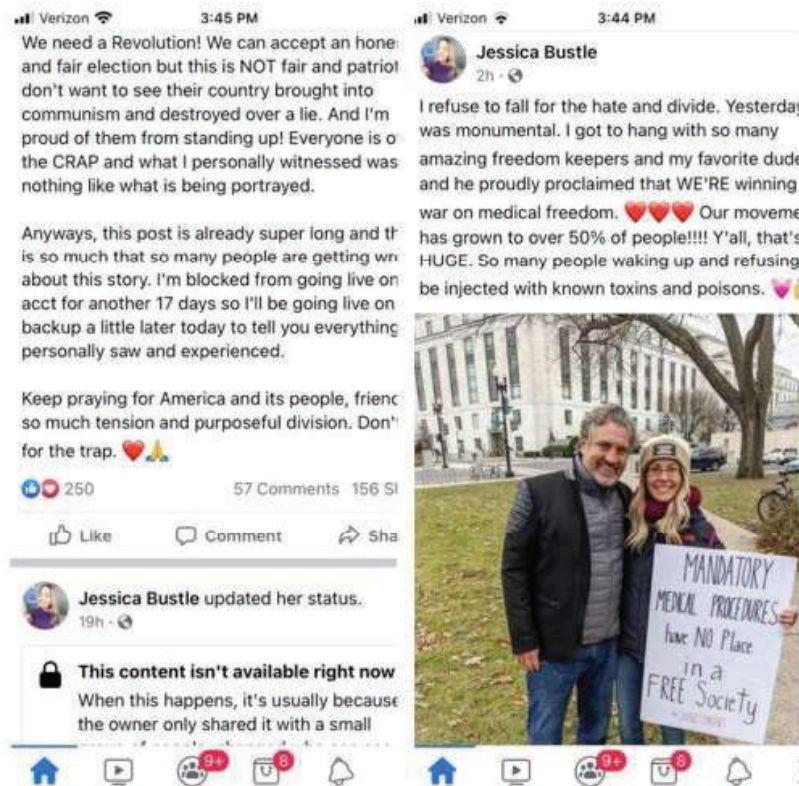 Verizon 3:45 PM
We need a Revolution! We can accept an hone
and fair election but this is NOT fair and patriot
don't want to see their country brought into
communism and destroyed over a lie. And I'm
proud of them from standing up! Everyone is o
the CRAP and what I personally witnessed was
nothing like what is being portrayed.
Anyways, this post is already super long and th
is so much that so many people are getting wr
about this story. I'm blocked from going live on
acct for another 17 days so I'll be going live on
backup a little later today to tell you everything
personally saw and experienced.
Keep praying for America and its people, friend
so much tension and purposeful division. Don'
for the trap. ❤️🙏
250 57 Comments 156 S
Like Comment Sha
Jessica Bustle updated her status.
19h
This content isn't available right now
When this happens, it's usually because
the owner only shared it with a small
9+ 8
Verizon 3:44 PM
Jessica Bustle
2h
I refuse to fall for the hate and divide. Yesterday
was monumental. I got to hang with so many
amazing freedom keepers and my favorite dude
and he proudly proclaimed that WE'RE winning
war on medical freedom. ❤️❤️❤️ Our moveme
has grown to over 50% of people!!!! Y'all, that's
HUGE. So many people waking up and refusing
be injected with known toxins and poisons.
MANDATORY
MEDICAL PROCEDURES
have NO Place
in a
FREE Society
9+ 8